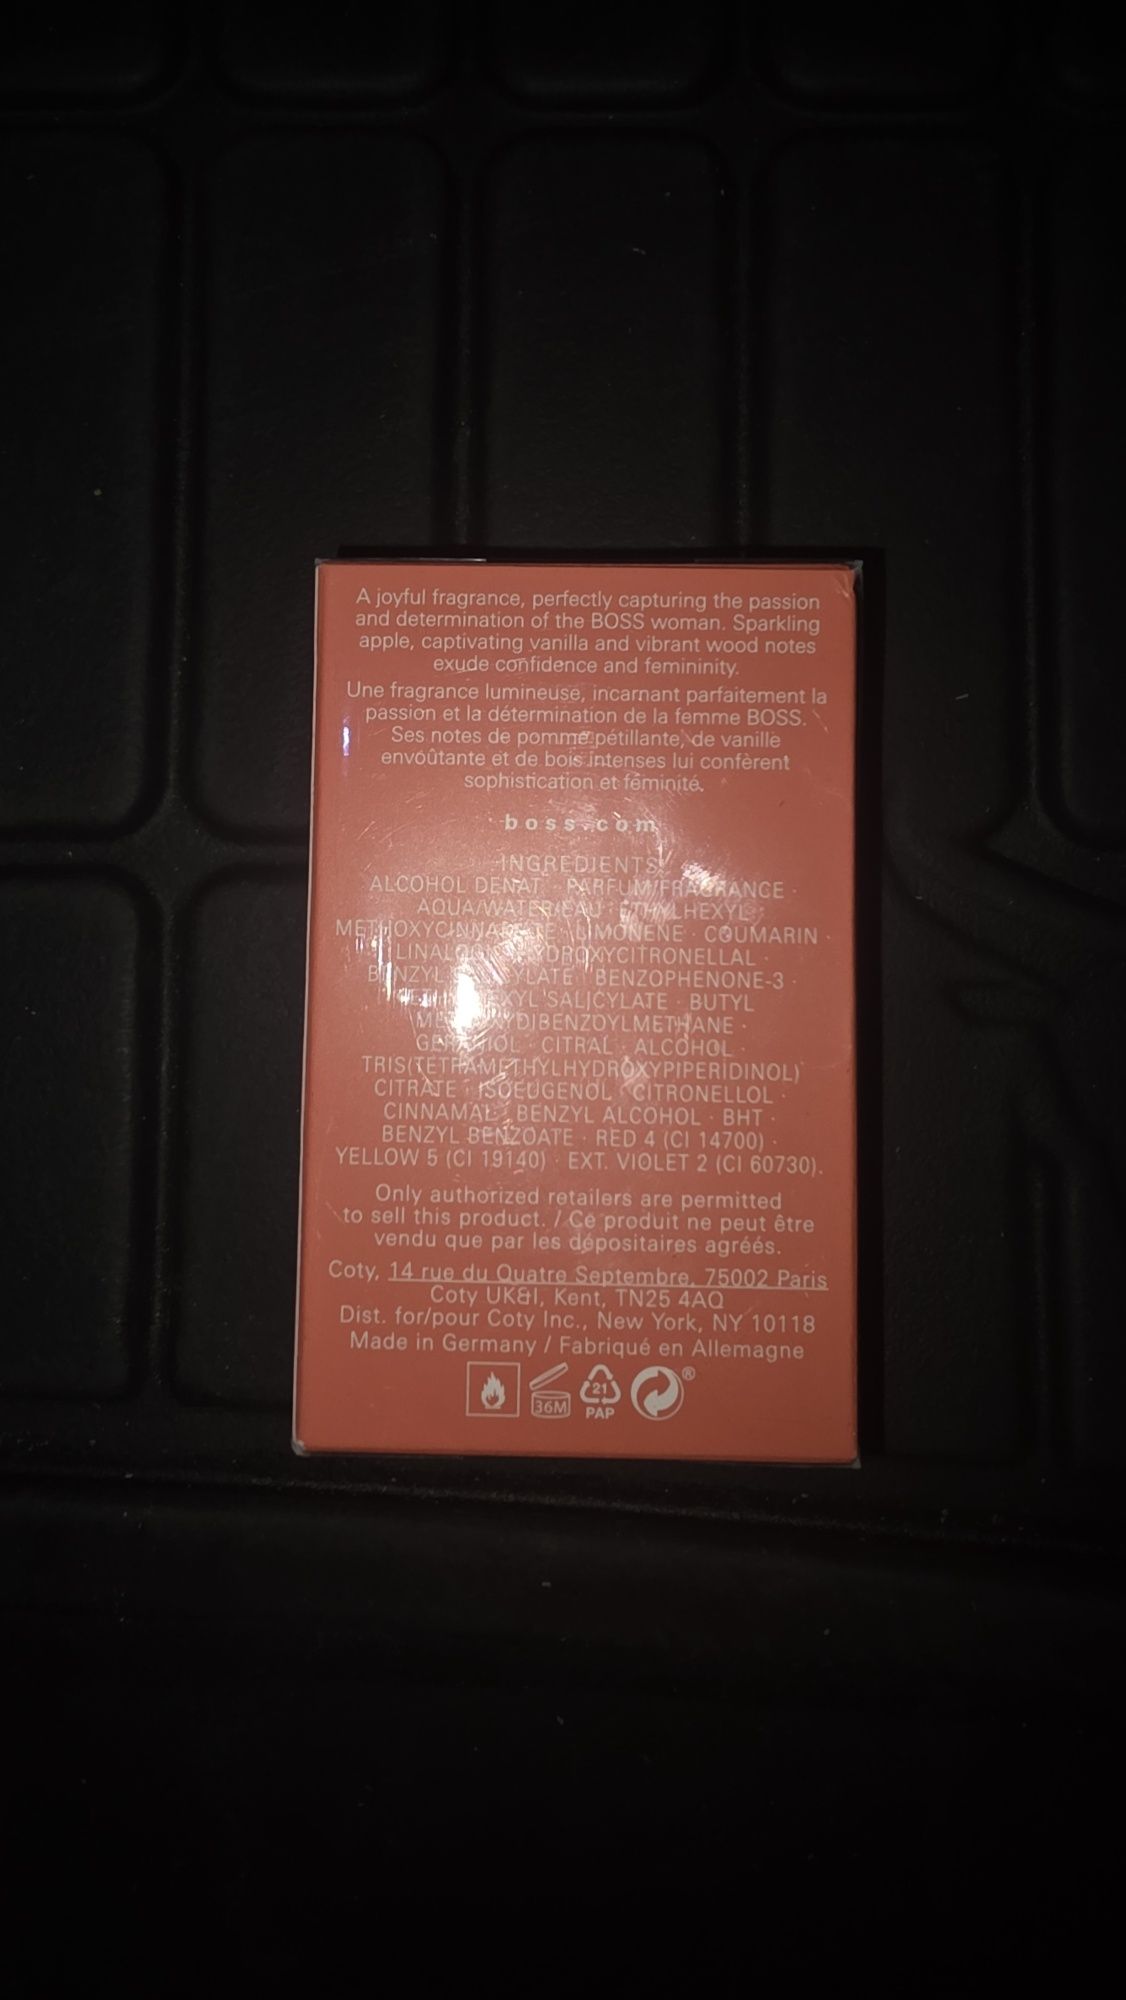 A joyful fragrance, perfectly capturing the passion
and determination of the BOSS woman. Sparkling
apple, captivating vanilla and vibrant wood notes
exude confidence and femininity.
Une fragrance lumineuse, incarnant parfaitement la
passion et la détermination de la femme BOSS.
Ses notes de pomme pétillante, de vanille
envoûtante et de bois intenses lui confèrent
sophistication et féminité.
boss.com
INGREDIENTS:
ALCOHOL DENAT · PARFUM/FRAGRANCE ·
AQUA/WATER/EAU · ETHYLHEXYL
METHOXYCINNAMATE · LIMONENE · COUMARIN ·
LINALOOL · HYDROXYCITRONELLAL ·
BENZOPHENONE-3 ·
SALICYLATE · BUTYL
METHOXYDIBENZOYLMETHANE ·
GERANIOL · CITRAL · ALCOHOL ·
TRIS(TETRAMETHYLHYDROXYPIPERIDINOL)
CITRATE · ISOEUGENOL · CITRONELLOL ·
CINNAMAL · BENZYL ALCOHOL · BHT ·
BENZYL BENZOATE · RED 4 (CI 14700) ·
YELLOW 5 (CI 19140) · EXT. VIOLET 2 (CI 60730).
Only authorized retailers are permitted
to sell this product. / Ce produit ne peut être
vendu que par les dépositaires agréés.
Coty, 14 rue du Quatre Septembre, 75002 Paris
Coty UK&I, Kent, TN25 4AQ
Dist. for/pour Coty Inc., New York, NY 10118
Made in Germany / Fabriqué en Allemagne
36M 21 ®
PAP